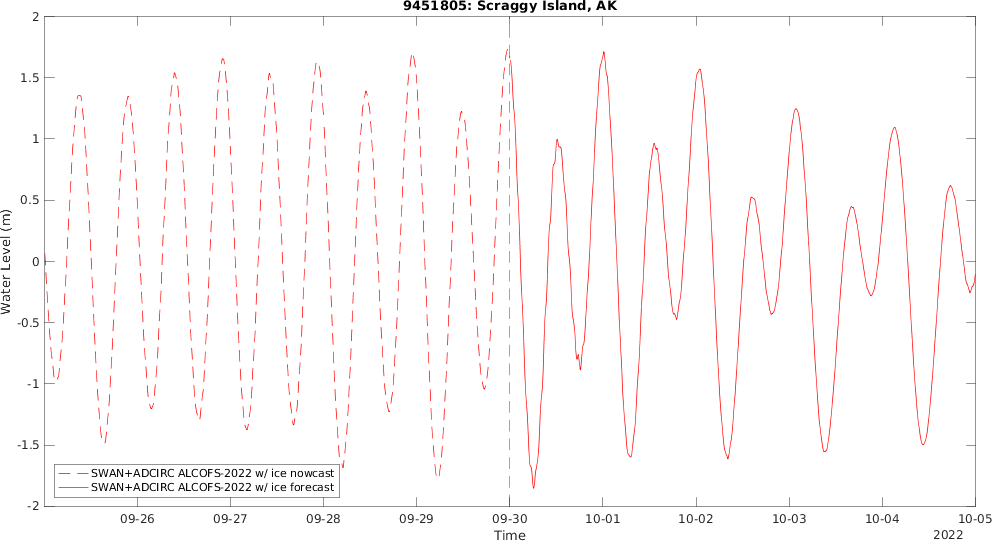 9451805: Scraggy Island, AK
2
1.5
1
0.5
0
-0.5
-1
-1.5
-2
Water Level (m)
SWAN+ADCIRC ALCOFS-2022 w/ ice nowcast
SWAN+ADCIRC ALCOFS-2022 w/ ice forecast
09-26 09-27 09-28 09-29 09-30 10-01 10-02 10-03 10-04 10-05
Time
2022